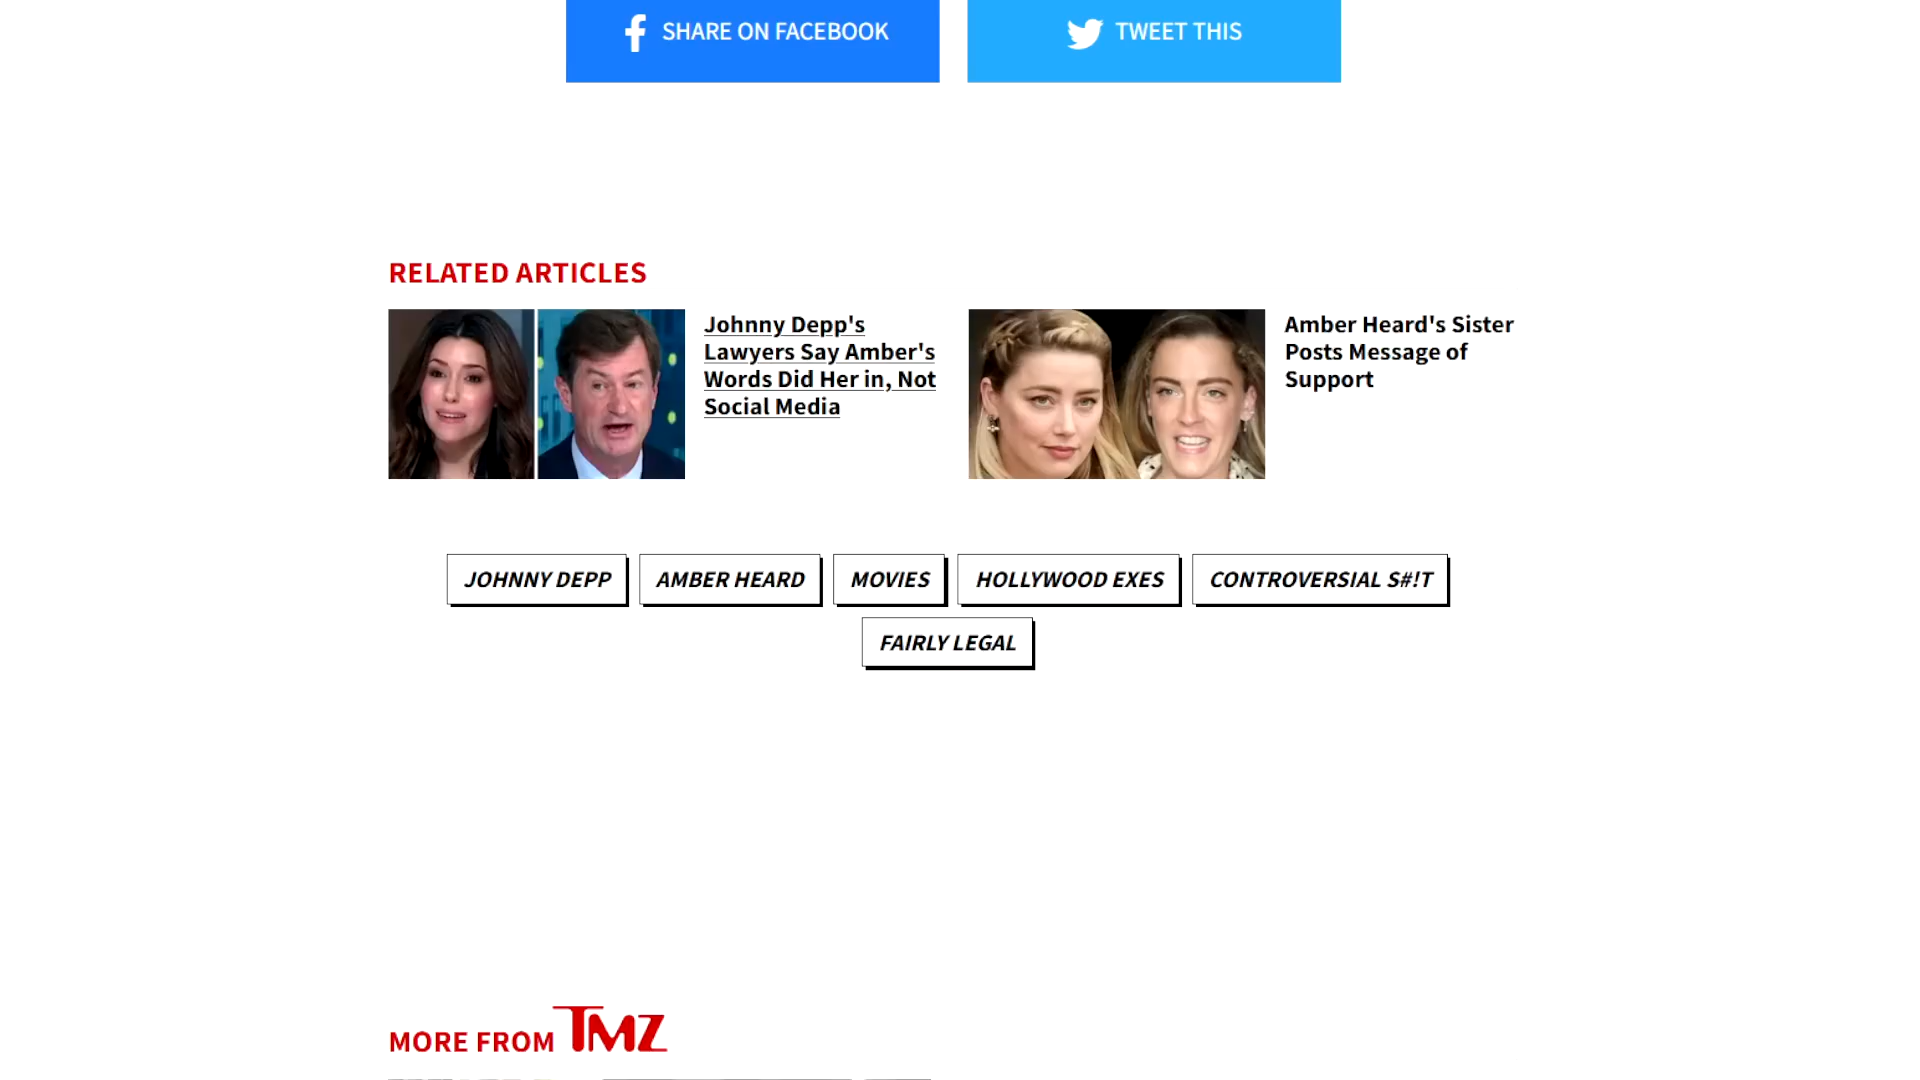 SHARE ON FACEBOOK
TWEET THIS
RELATED ARTICLES
Johnny Depp's
Lawyers Say Amber's
Words Did Her in, Not
Social Media
Amber Heard's Sister
Posts Message of
Support
JOHNNY DEPP
AMBER HEARD
MOVIES
HOLLYWOOD EXES
CONTROVERSIAL S#!T
FAIRLY LEGAL
MORE FROM TMZ